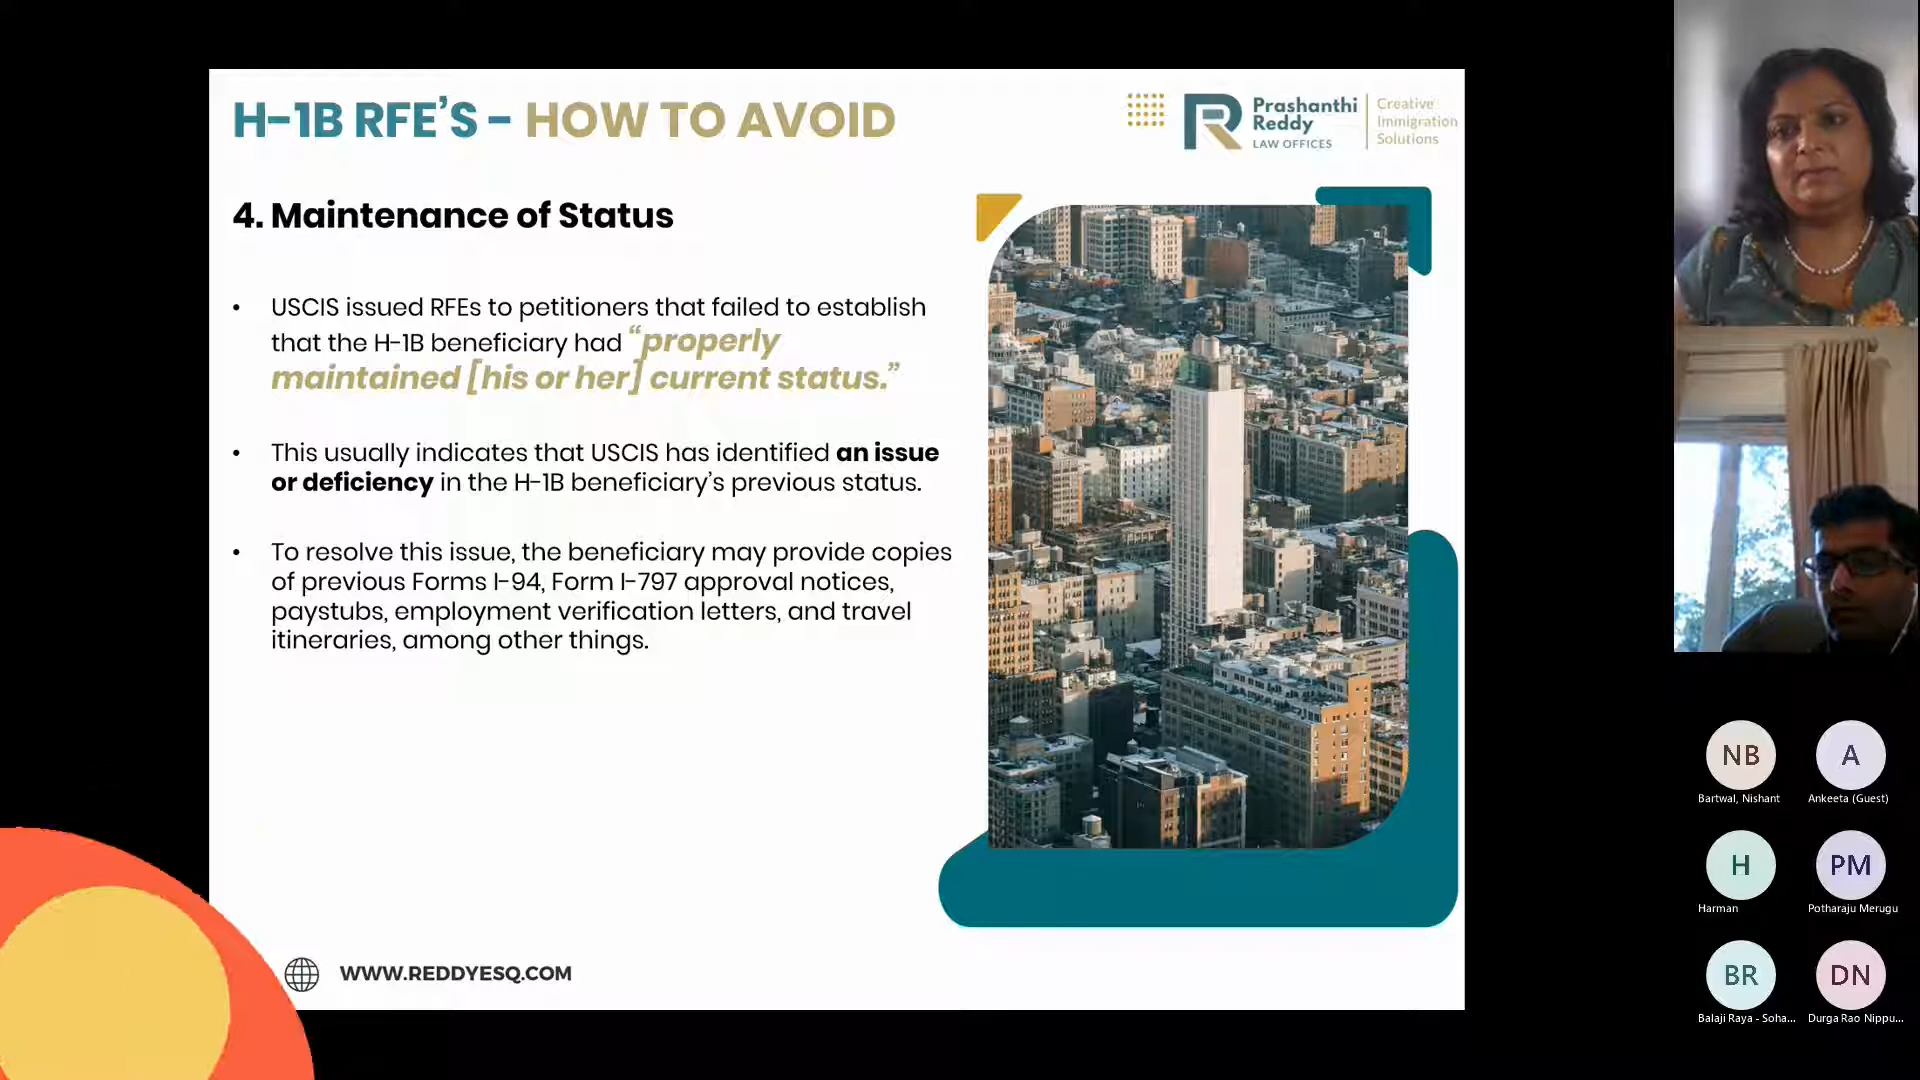 H-1B RFE’S - HOW TO AVOID
Prashanthi
Reddy
LAW OFFICES
Creative
Immigration
Solutions
4. Maintenance of Status
• USCIS issued RFEs to petitioners that failed to establish
that the H-1B beneficiary had “properly
maintained [his or her] current status.”
• This usually indicates that USCIS has identified an issue
or deficiency in the H-1B beneficiary’s previous status.
• To resolve this issue, the beneficiary may provide copies
of previous Forms I-94, Form I-797 approval notices,
paystubs, employment verification letters, and travel
itineraries, among other things.
WWW.REDDYESQ.COM
NB
Bartwal, Nishant
A
Ankeeta (Guest)
H
Harman
PM
Potharaju Merugu
BR
Balaji Raya - Soha...
DN
Durga Rao Nippu...